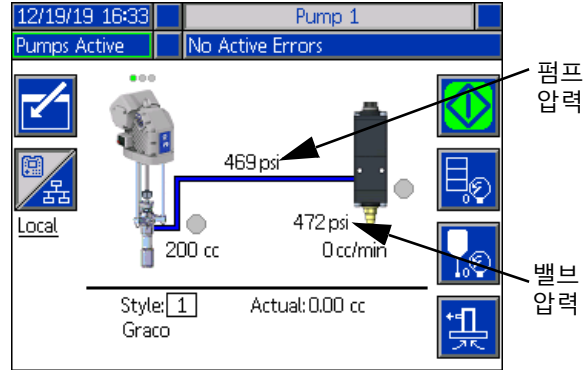 12/19/19 16:33
Pump 1
Pumps Active
No Active Errors
펌프
압력
469 psi
Local
472 psi
200 cc
0 cc/min
밸브
압력
Style: 1
Actual: 0.00 cc
Graco